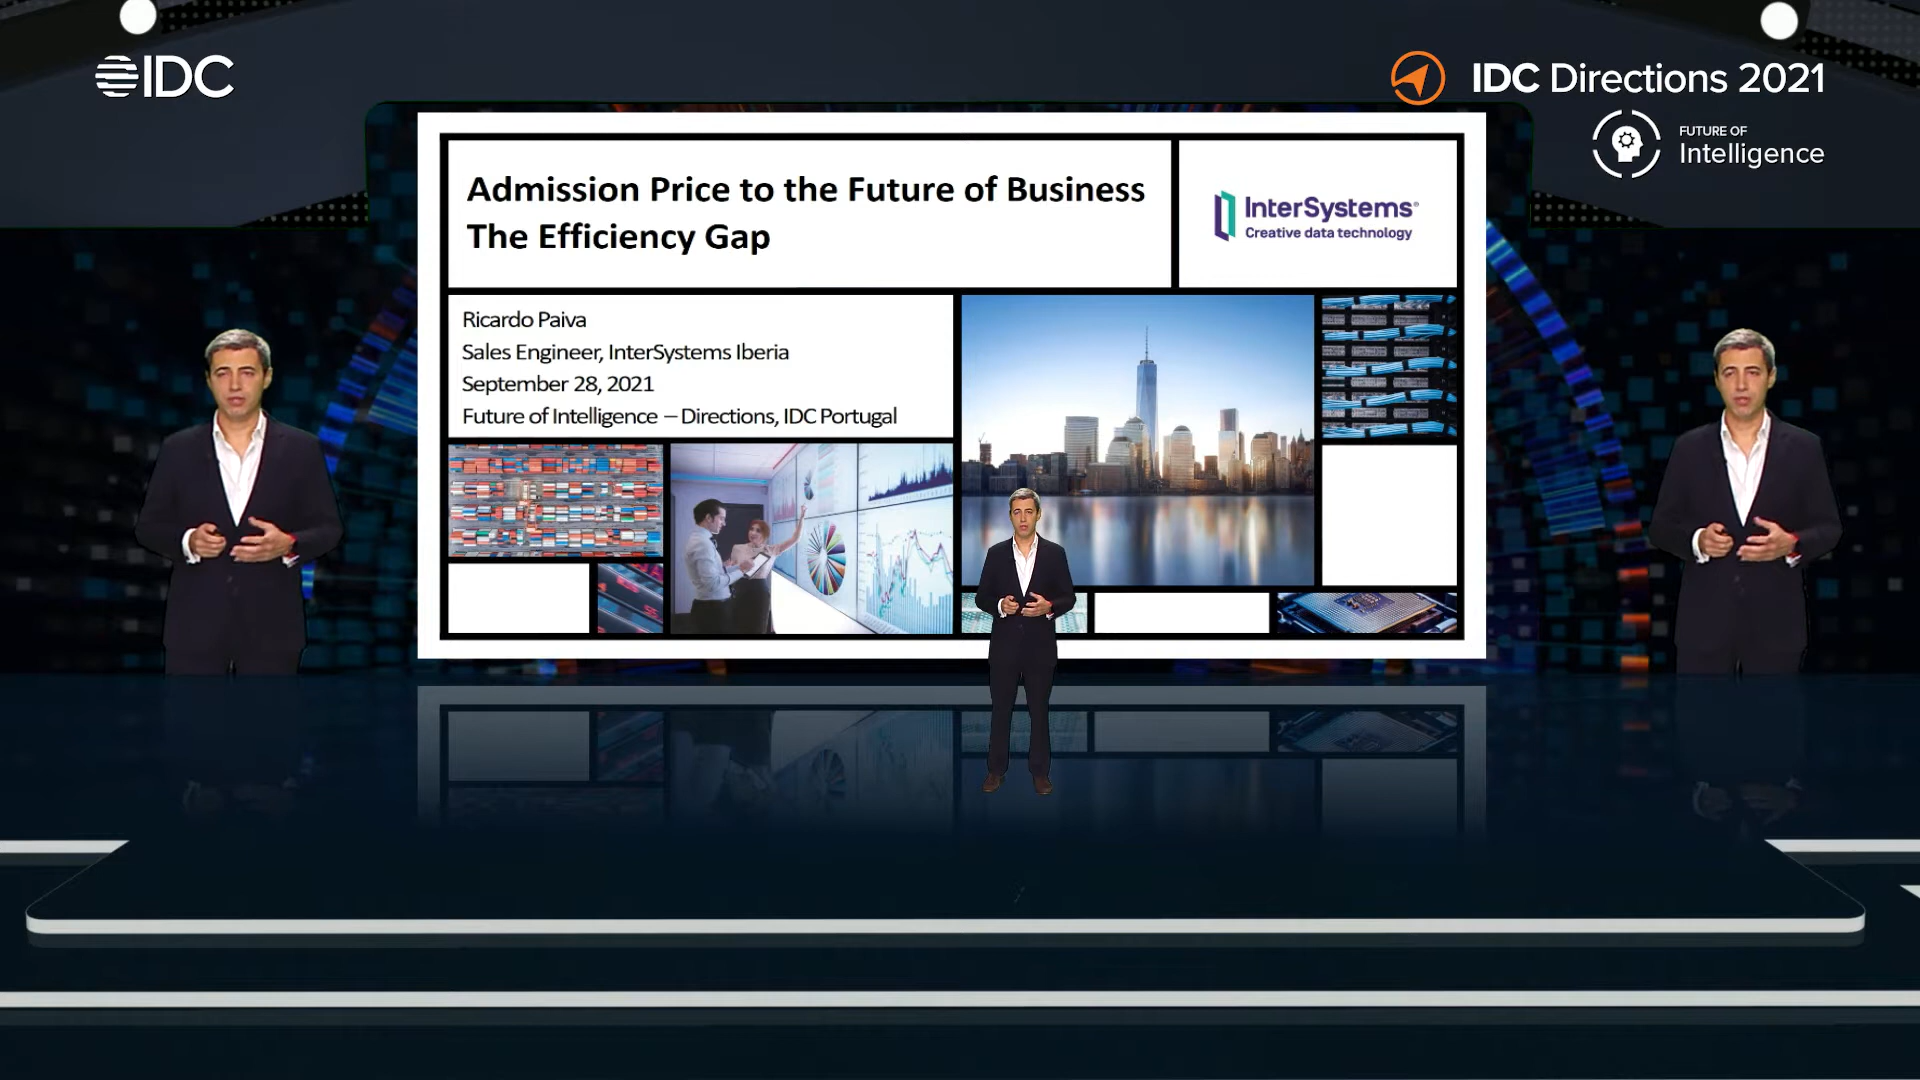 IDC
IDC Directions 2021
FUTURE OF
Intelligence
Admission Price to the Future of Business
The Efficiency Gap
InterSystems®
Creative data technology
Ricardo Paiva
Sales Engineer, InterSystems Iberia
September 28, 2021
Future of Intelligence – Directions, IDC Portugal